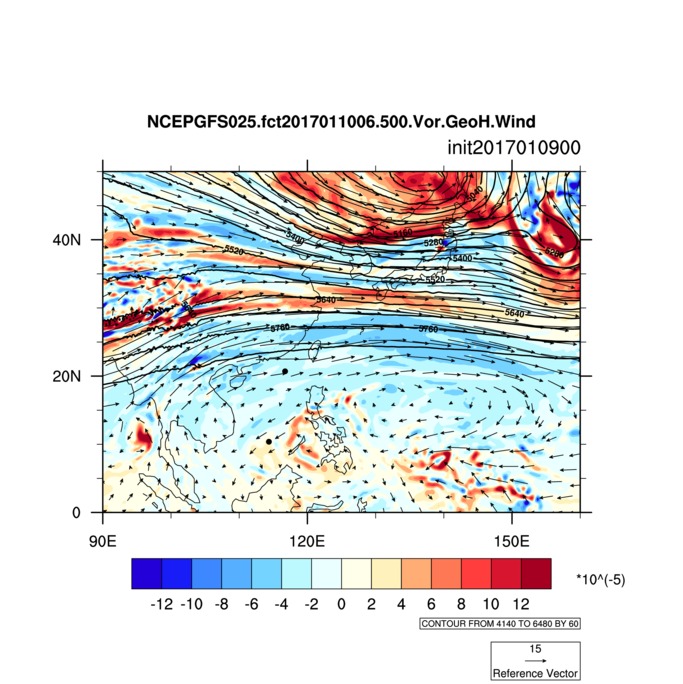 NCEPGFS025.fct2017011006.500.Vor.GeoH.Wind
init2017010900
5040
5160
5280
5280
5400
5400
5520
5520
5640
5640
5760
5760
40N
20N
0
90E 120E 150E
-12 -10 -8 -6 -4 -2 0 2 4 6 8 10 12
*10^(-5)
CONTOUR FROM 4140 TO 6480 BY 60
15
Reference Vector